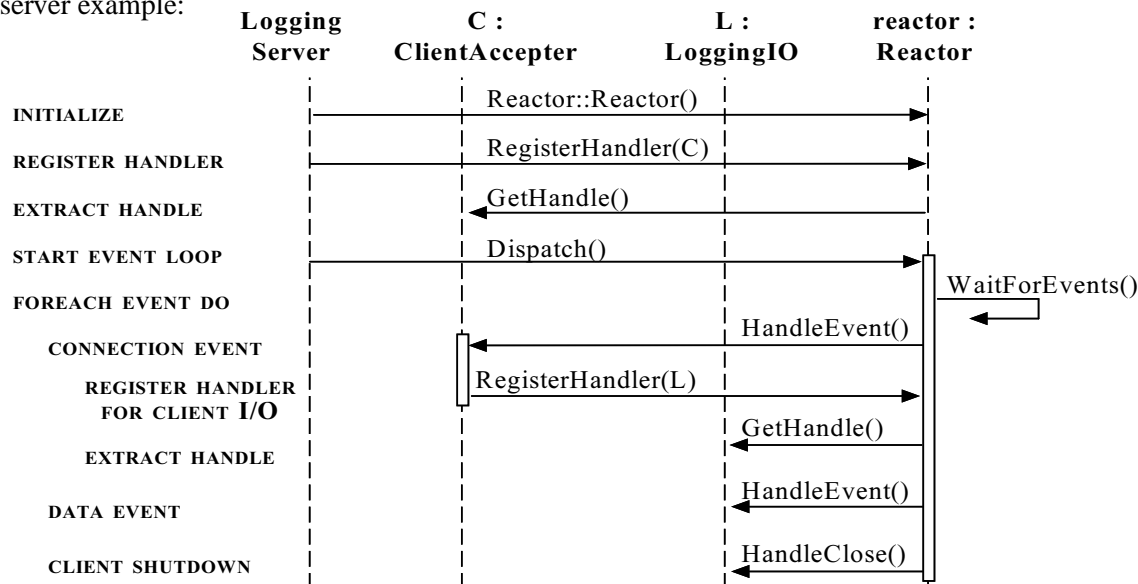 server example:
Logging
Server
C :
ClientAccepter
L :
LoggingIO
reactor :
Reactor
INITIALIZE
Reactor::Reactor()
REGISTER HANDLER
RegisterHandler(C)
EXTRACT HANDLE
GetHandle()
START EVENT LOOP
Dispatch()
FOREACH EVENT DO
WaitForEvents()
CONNECTION EVENT
HandleEvent()
REGISTER HANDLER
FOR CLIENT I/O
RegisterHandler(L)
EXTRACT HANDLE
GetHandle()
DATA EVENT
HandleEvent()
CLIENT SHUTDOWN
HandleClose()